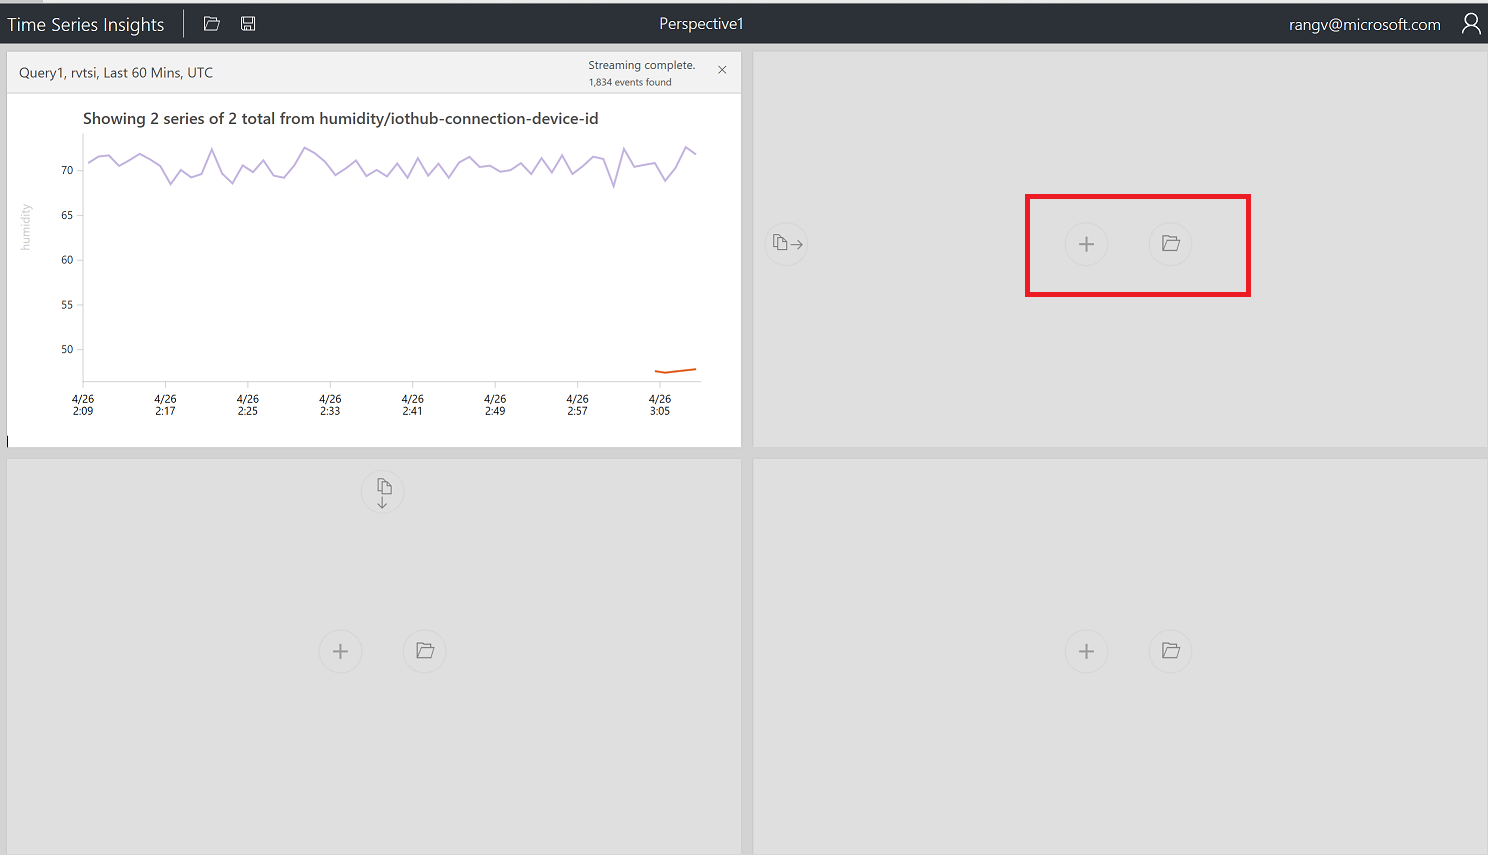 Time Series Insights
Perspective1
rangv@microsoft.com
Query1, rvtsi, Last 60 Mins, UTC
Streaming complete.
1,834 events found
Showing 2 series of 2 total from humidity/iothub-connection-device-id
humidity
70
65
60
55
50
4/26 4/26 4/26 4/26 4/26 4/26 4/26 4/26
2:09 2:17 2:25 2:33 2:41 2:49 2:57 3:05